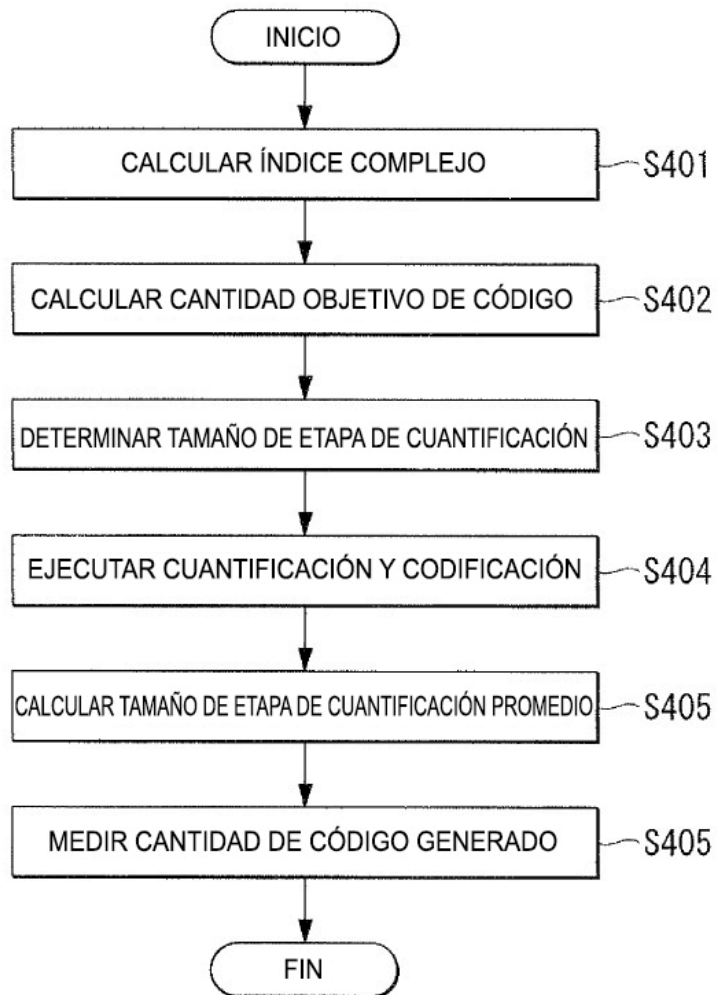 INICIO
CALCULAR ÍNDICE COMPLEJO
S401
CALCULAR CANTIDAD OBJETIVO DE CÓDIGO
S402
DETERMINAR TAMAÑO DE ETAPA DE CUANTIFICACIÓN
S403
EJECUTAR CUANTIFICACIÓN Y CODIFICACIÓN
S404
CALCULAR TAMAÑO DE ETAPA DE CUANTIFICACIÓN PROMEDIO
S405
MEDIR CANTIDAD DE CÓDIGO GENERADO
S405
FIN